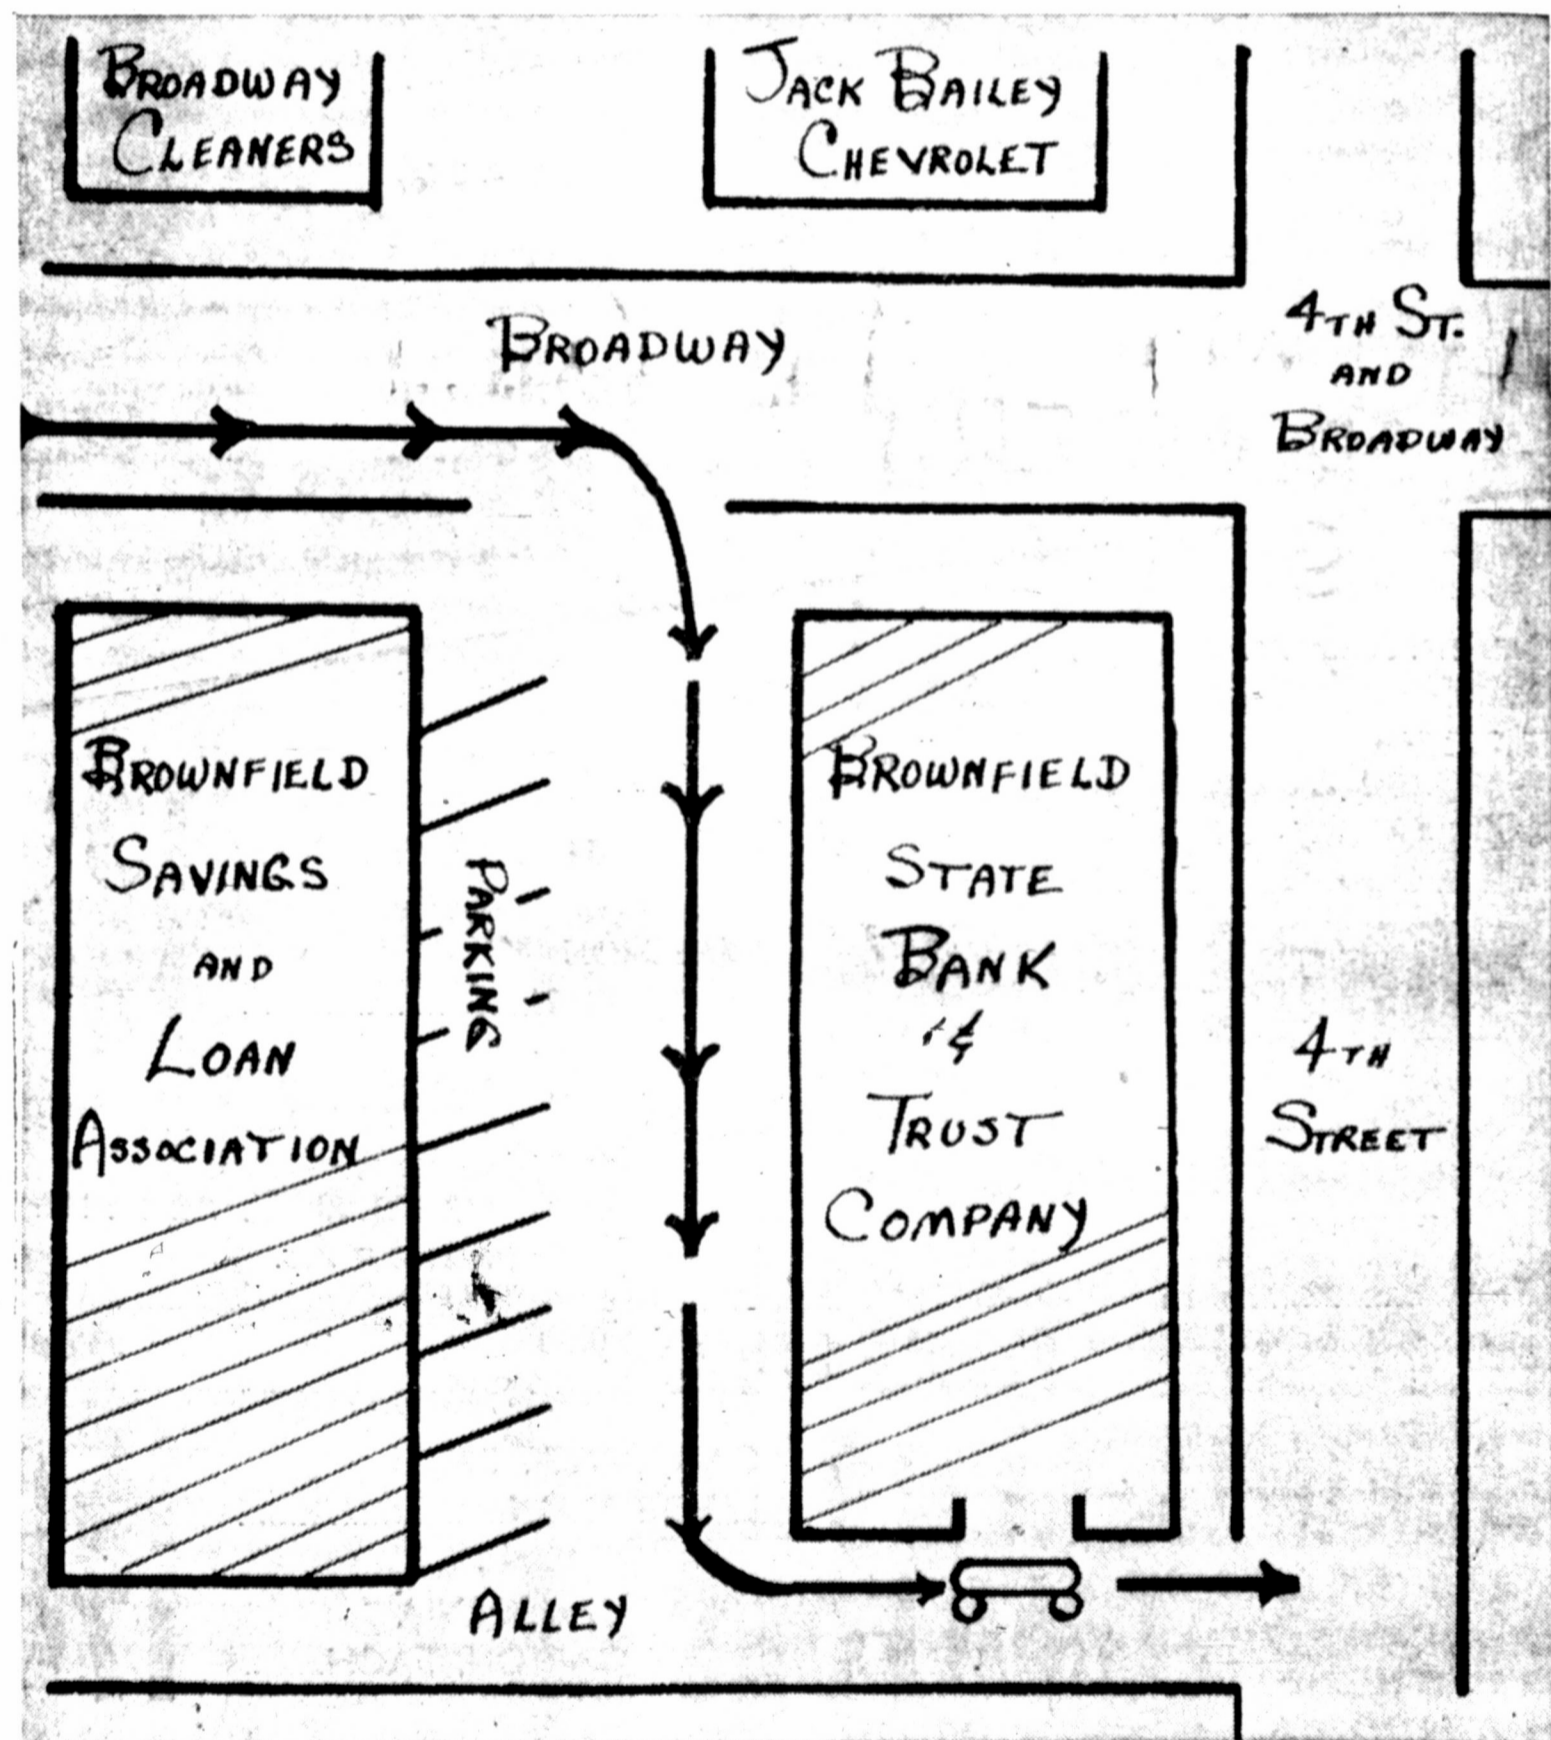 BROADWAY
CLEANERS
JACK BAILEY
CHEVROLET
BROADWAY
4TH ST.
AND
BROADWAY
BROWNFIELD
SAVINGS
AND
LOAN
ASSOCIATION
PARKING
BROWNFIELD
STATE
BANK
&
TRUST
COMPANY
4TH
STREET
ALLEY